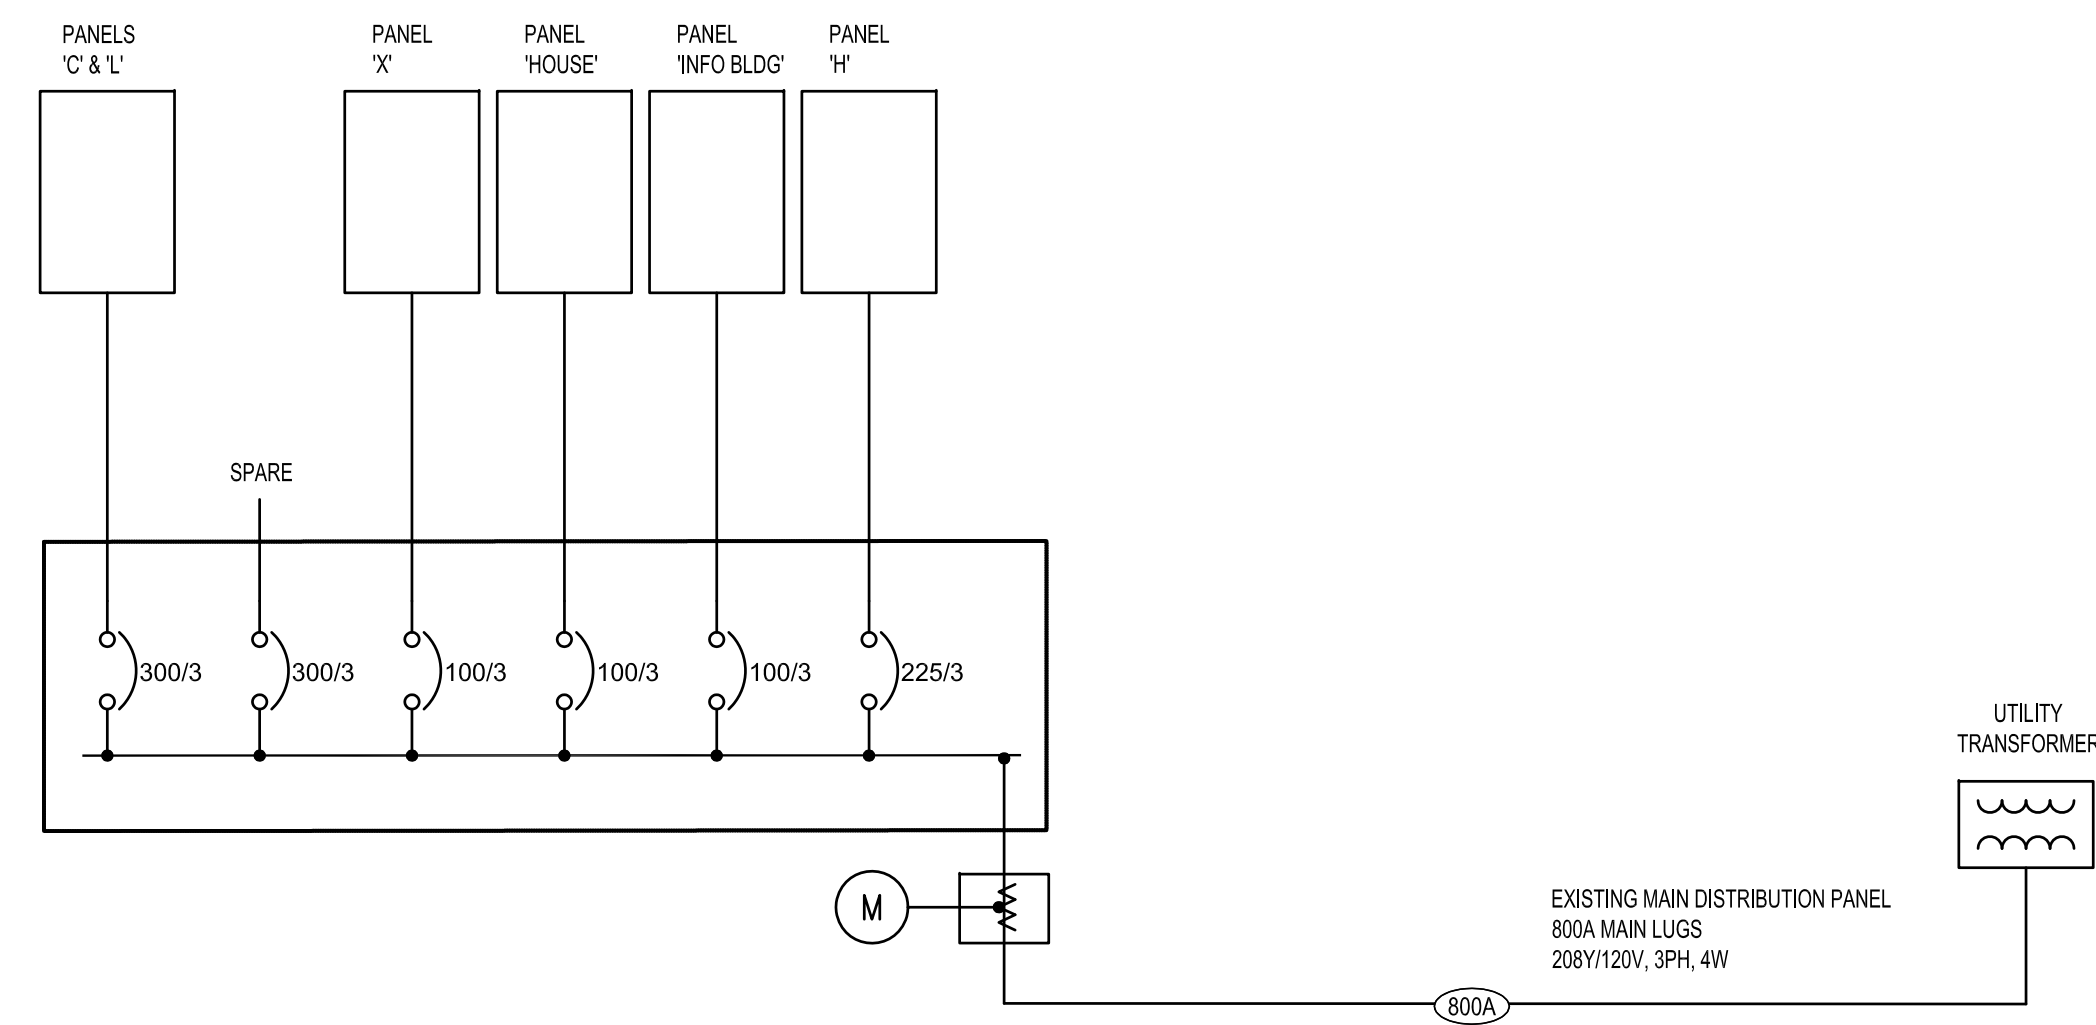 PANELS
'C' & 'L'
PANEL
'X'
PANEL
'HOUSE'
PANEL
'INFO BLDG'
PANEL
'H'
SPARE
300/3
300/3
100/3
100/3
100/3
225/3
UTILITY
TRANSFORMER
M
EXISTING MAIN DISTRIBUTION PANEL
800A MAIN LUGS
208Y/120V, 3PH, 4W
800A